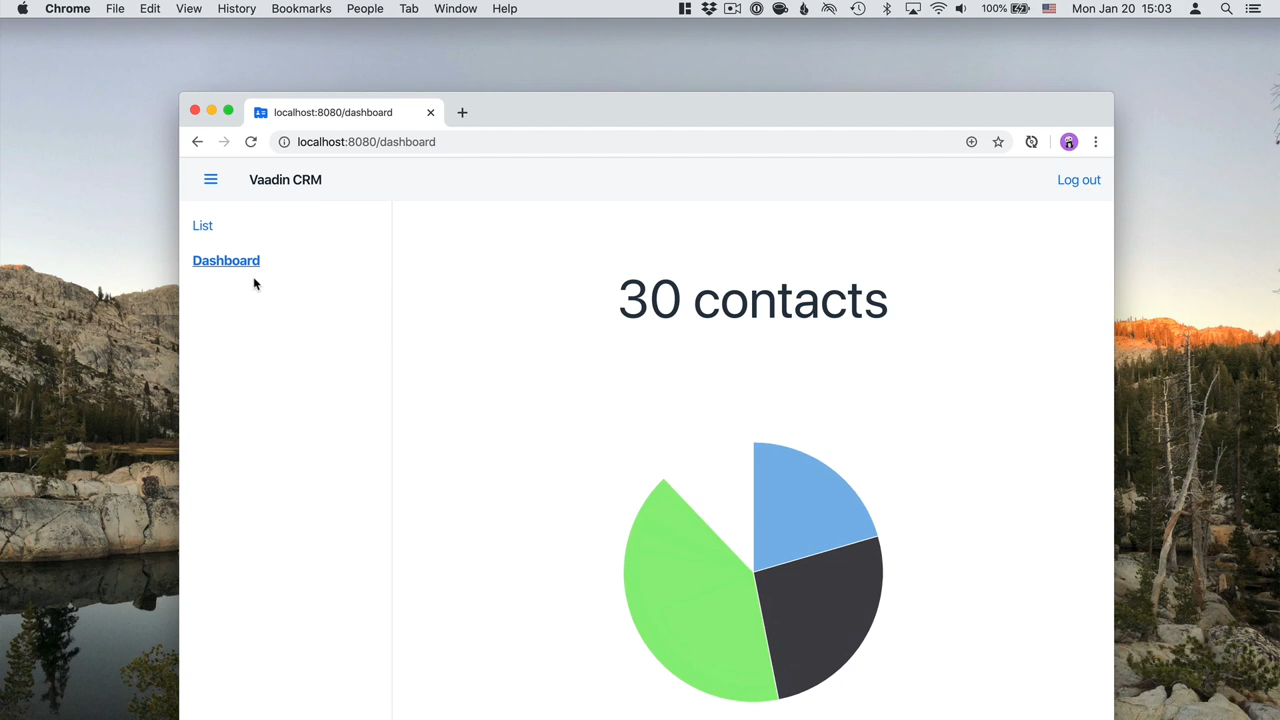 Chrome File Edit View History Bookmarks People Tab Window Help 100% Mon Jan 20 15:03
localhost:8080/dashboard
localhost:8080/dashboard
Vaadin CRM Log out
List
Dashboard
30 contacts